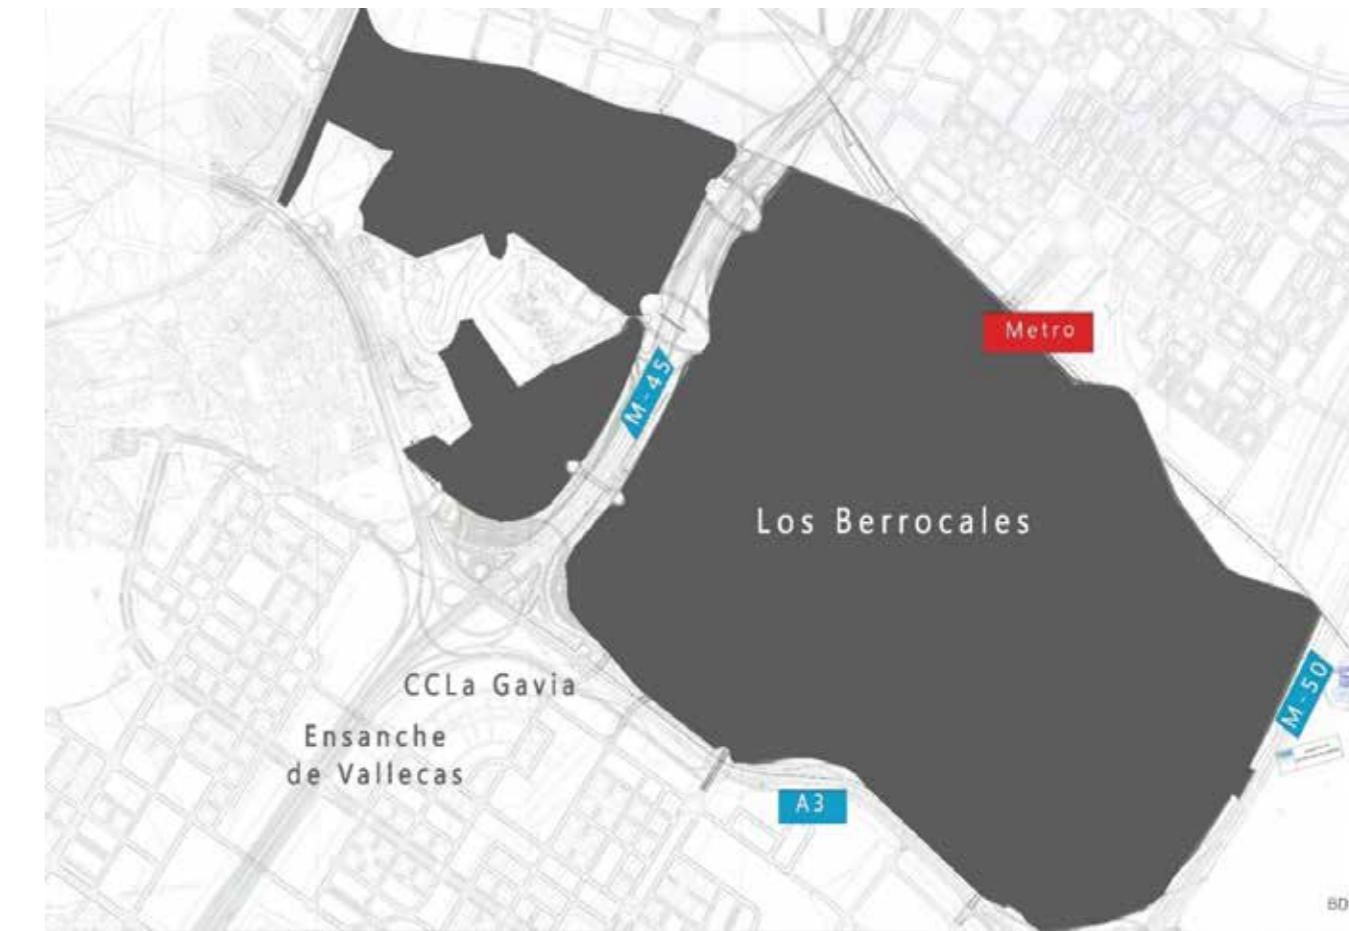 Metro
M-45
Los Berrocales
CCLa Gavia
M-50
Ensanche
de Vallecas
A3
BD